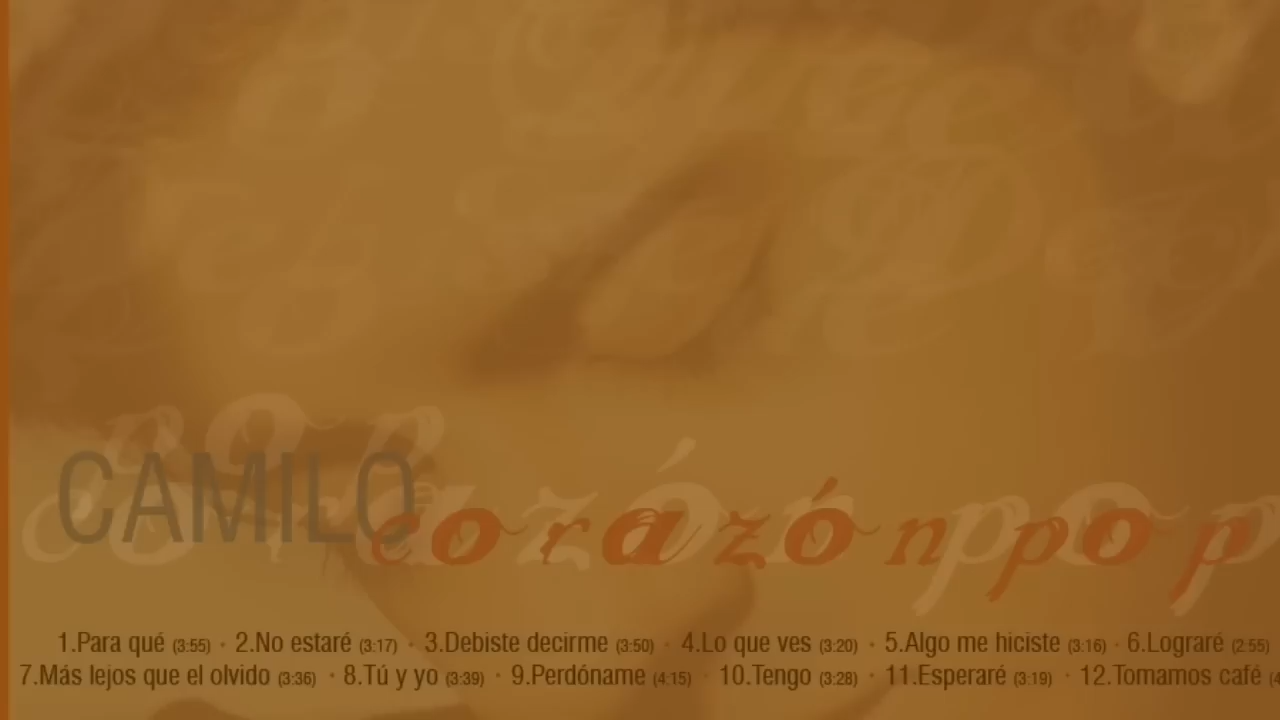 CAMILO
corazón pop
1.Para qué (3:55) · 2.No estaré (3:17) · 3.Debiste decirme (3:50) · 4.Lo que ves (3:20) · 5.Algo me hiciste (3:16) · 6.Lograré (2:55)
7.Más lejos que el olvido (3:36) · 8.Tú y yo (3:39) · 9.Perdóname (4:15) · 10.Tengo (3:28) · 11.Esperaré (3:19) · 12.Tomamos café